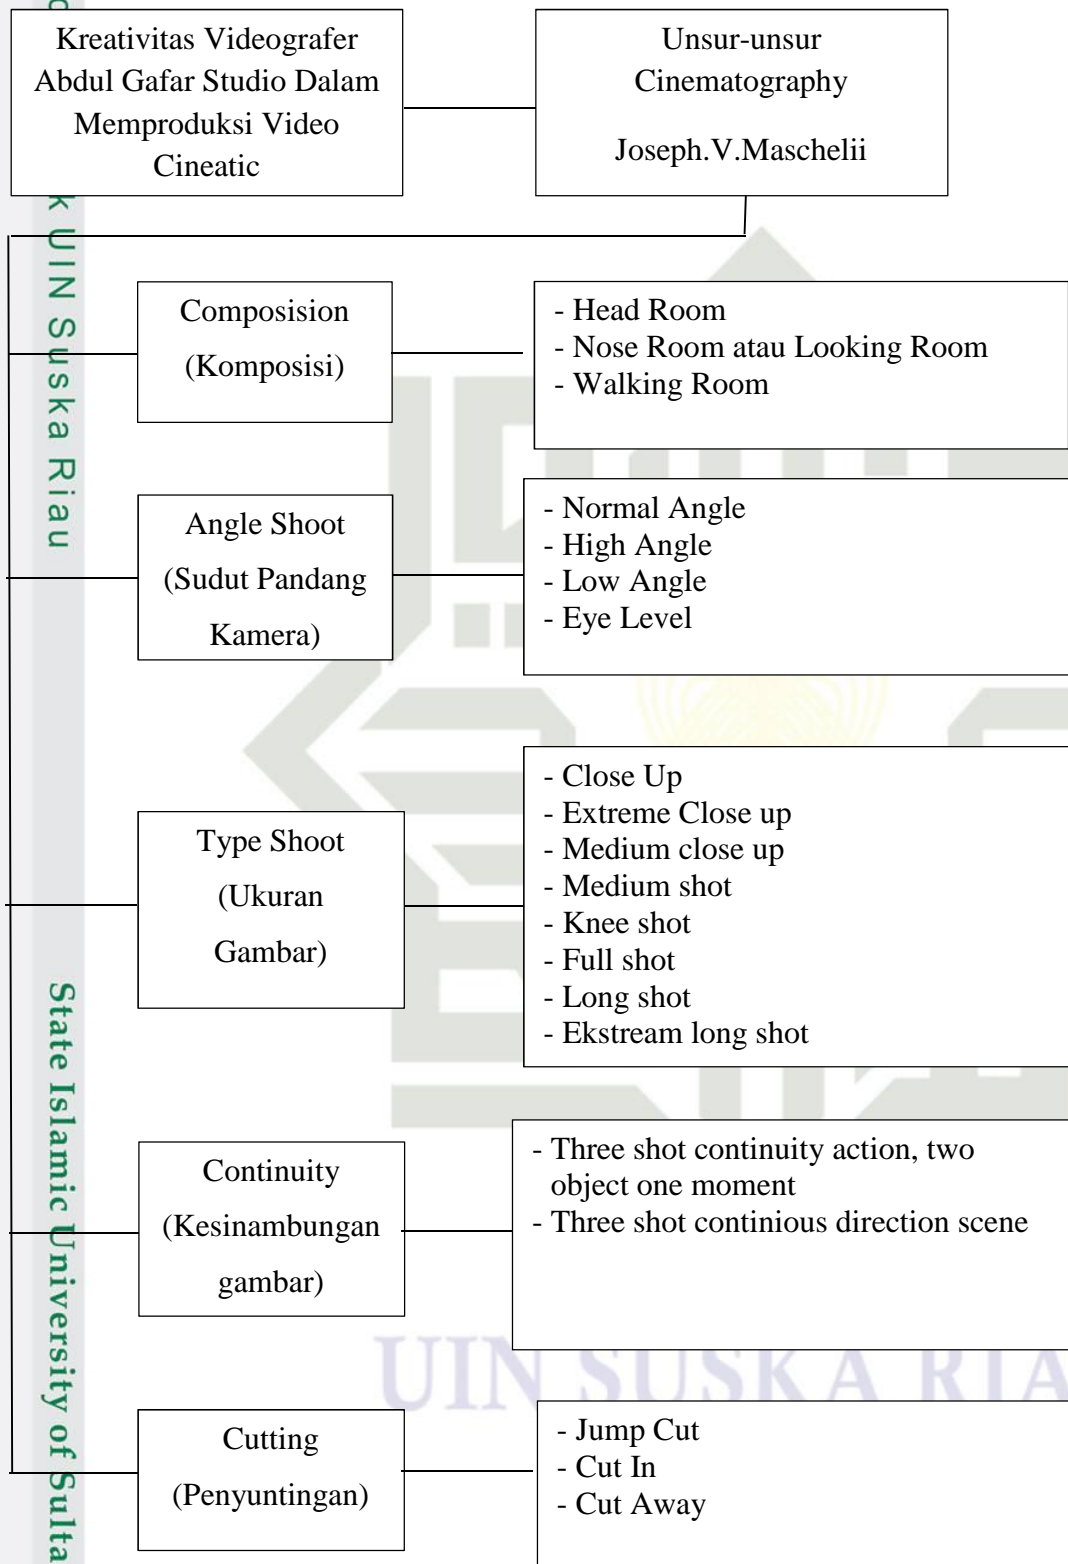 Kreativitas Videografer
Abdul Gafar Studio Dalam
Memproduksi Video
Cineatic
Unsur-unsur
Cinematography
Joseph.V.Maschelii
Composision
(Komposisi)
- Head Room
- Nose Room atau Looking Room
- Walking Room
Angle Shoot
(Sudut Pandang
Kamera)
- Normal Angle
- High Angle
- Low Angle
- Eye Level
Type Shoot
(Ukuran
Gambar)
- Close Up
- Extreme Close up
- Medium close up
- Medium shot
- Knee shot
- Full shot
- Long shot
- Ekstream long shot
Continuity
(Kesinambungan
gambar)
- Three shot continuity action, two
object one moment
- Three shot continious direction scene
Cutting
(Penyuntingan)
- Jump Cut
- Cut In
- Cut Away
k UIN Suska Riau
State Islamic University of Sulta
UIN SUSKA RIA